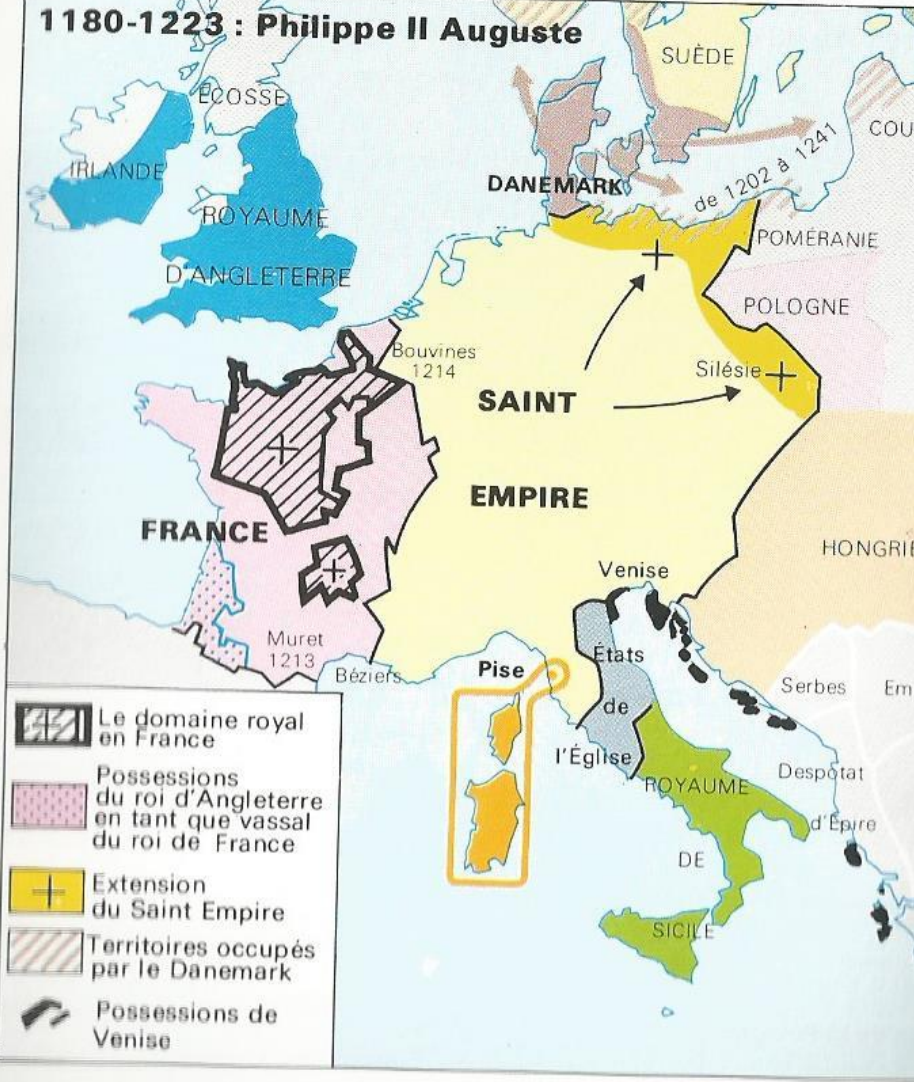 1180-1223 : Philippe II Auguste
SUÈDE
ÉCOSSE
COU
IRLANDE
DANEMARK
de 1202 à 1241
ROYAUME
D'ANGLETERRE
POMÉRANIE
POLOGNE
Bouvines
1214
Silésie
SAINT
EMPIRE
FRANCE
HONGRIE
Venise
Muret
1213
Béziers
Pise
États
de
l'Église
Serbes
Em
ROYAUME
DE
SICILE
Despotat
d'Épire
Le domaine royal
en France
Possessions
du roi d'Angleterre
en tant que vassal
du roi de France
Extension
du Saint Empire
Territoires occupés
par le Danemark
Possessions de
Venise